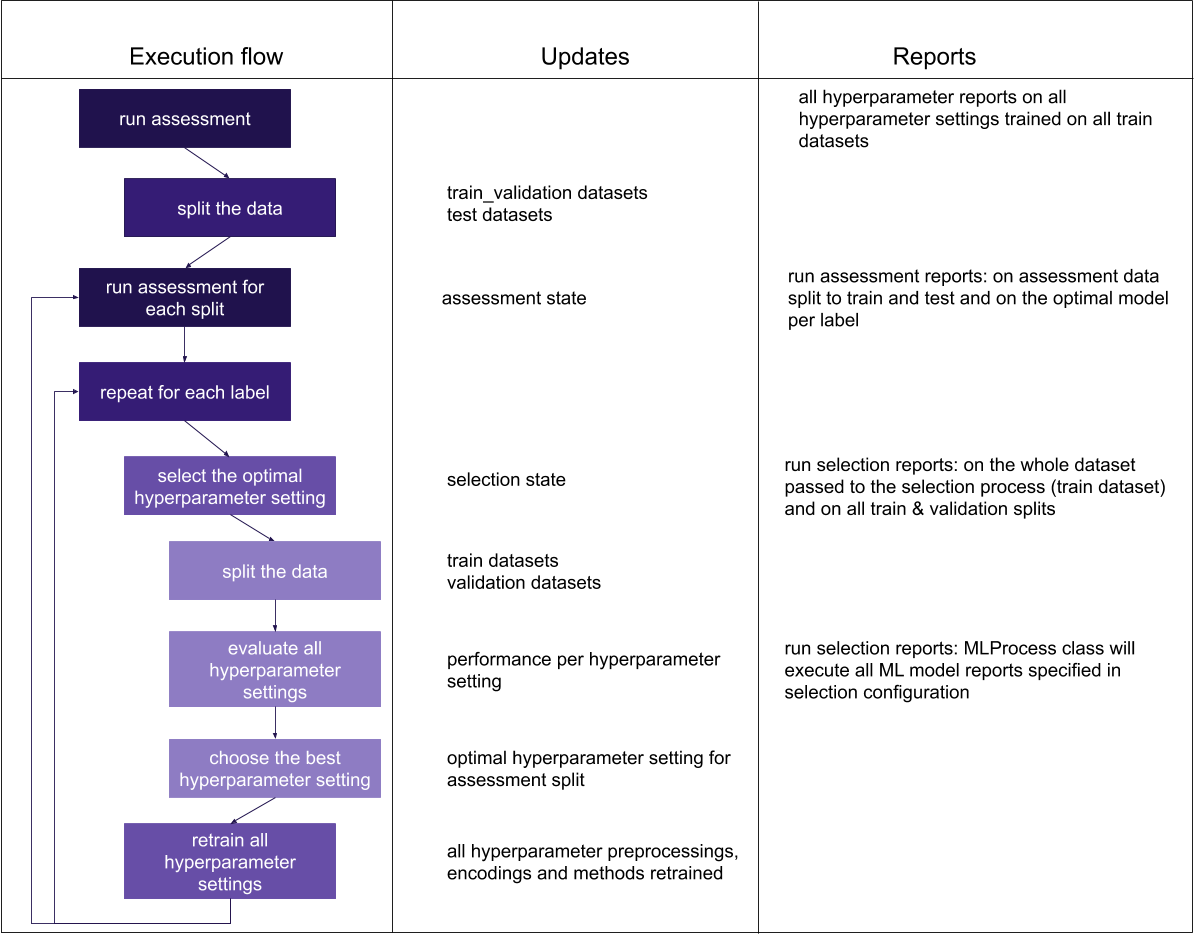 Execution flow
Updates
Reports
run assessment
all hyperparameter reports on all
hyperparameter settings trained on all train
datasets
split the data
train_validation datasets
test datasets
run assessment for
each split
assessment state
run assessment reports: on assessment data
split to train and test and on the optimal model
per label
repeat for each label
select the optimal
hyperparameter setting
selection state
run selection reports: on the whole dataset
passed to the selection process (train dataset)
and on all train & validation splits
split the data
train datasets
validation datasets
evaluate all
hyperparameter
settings
performance per hyperparameter
setting
run selection reports: MLProcess class will
execute all ML model reports specified in
selection configuration
choose the best
hyperparameter setting
optimal hyperparameter setting for
assessment split
retrain all
hyperparameter
settings
all hyperparameter preprocessings,
encodings and methods retrained